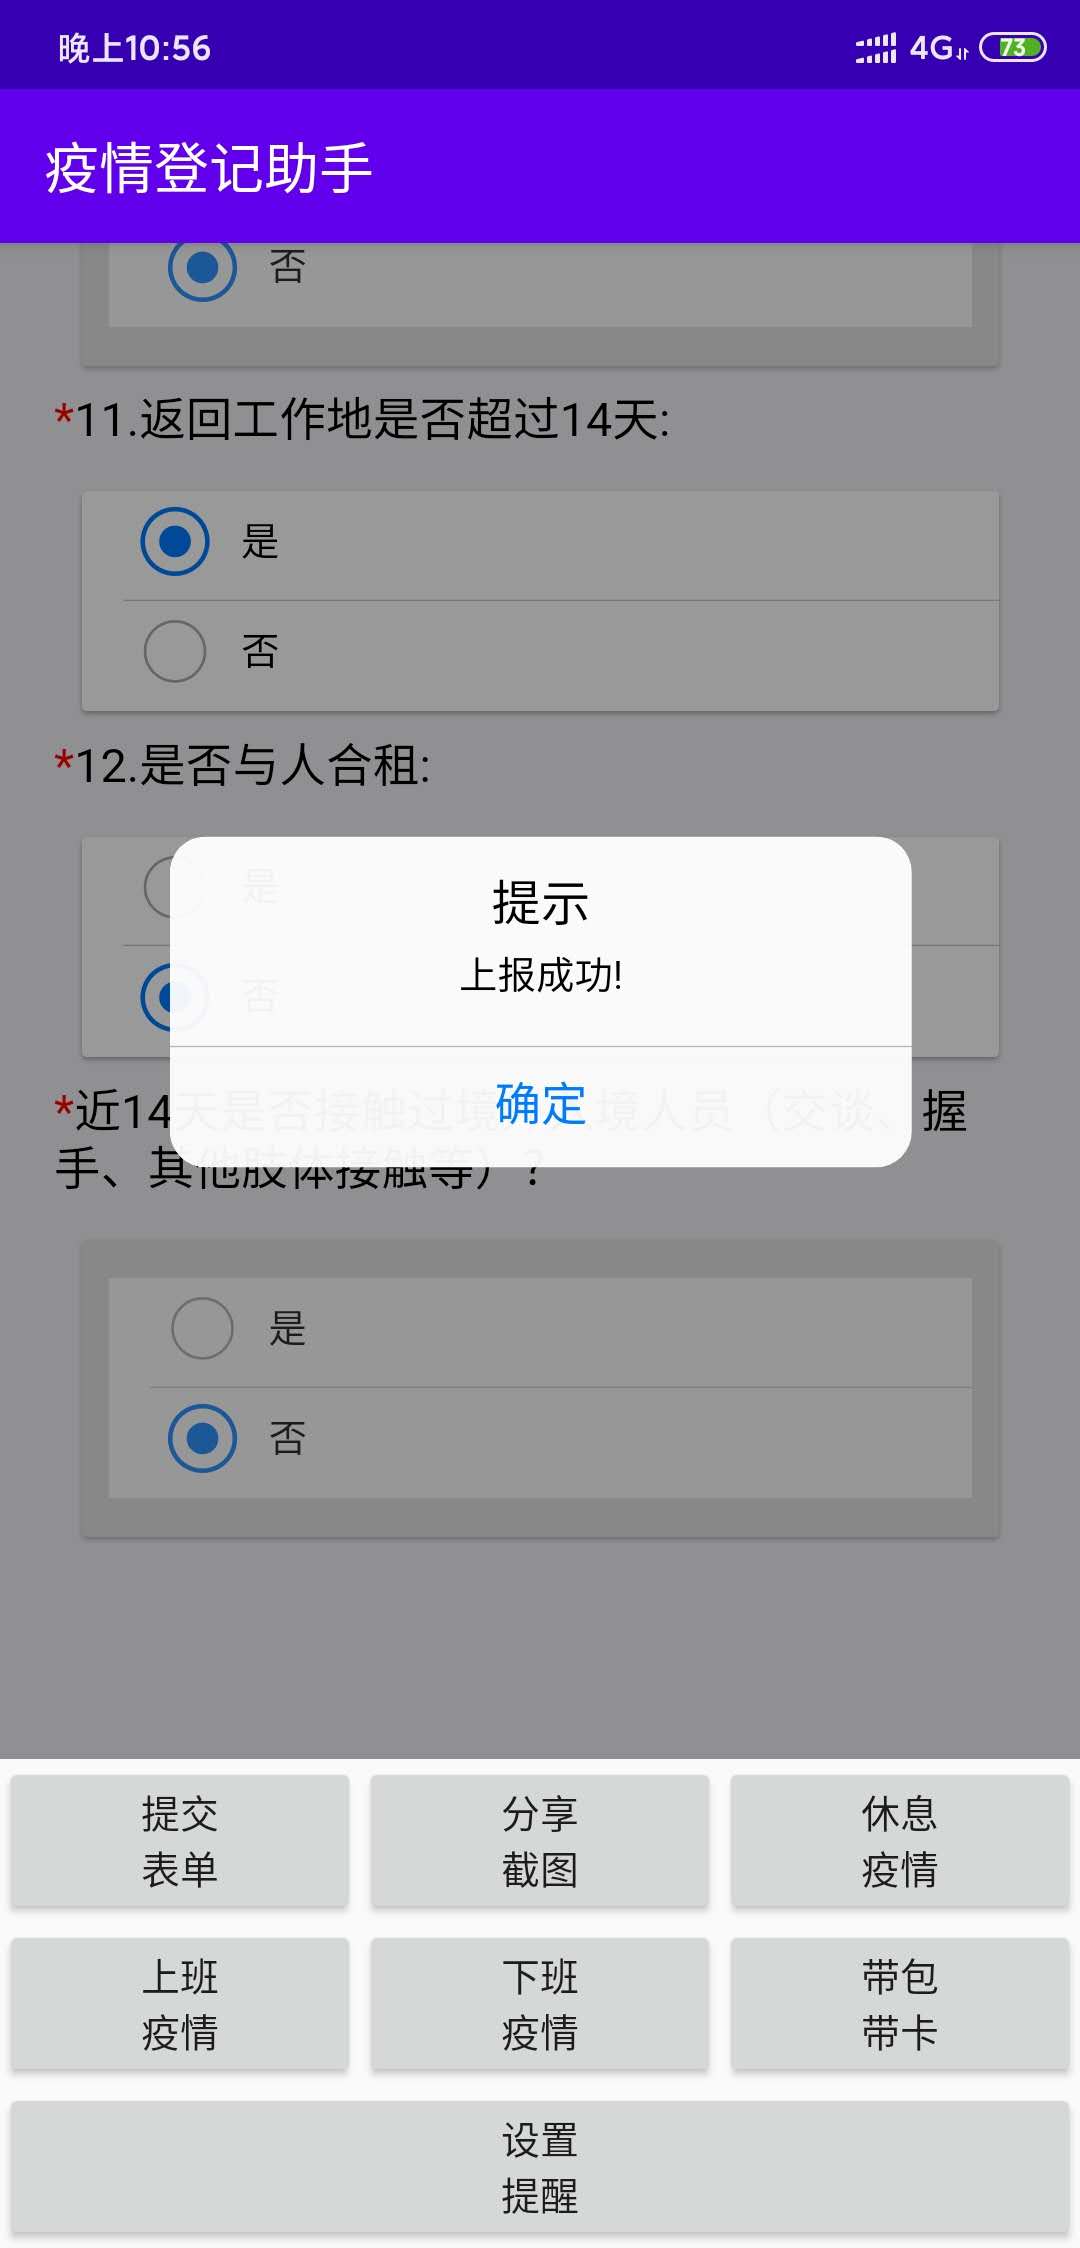 晚上10:56
4G
73
疫情登记助手
否
*11.返回工作地是否超过14天:
是
否
*12.是否与人合租:
是
否
提示
上报成功!
确定
*近14天是否接触过境 境人员（交谈、握
手、其他肢体接触等）?
是
否
提交
表单
分享
截图
休息
疫情
上班
疫情
下班
疫情
带包
带卡
设置
提醒